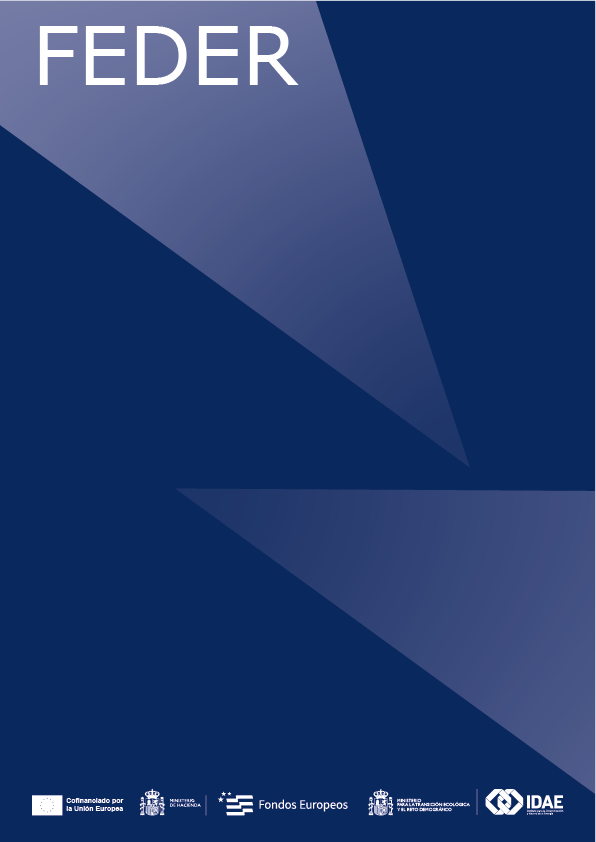 FEDER
Cofinanciado por
la Unión Europea
MINISTERIO
DE HACIENDA
Fondos Europeos
MINISTERIO
PARA LA TRANSICIÓN ECOLÓGICA
Y EL RETO DEMOGRÁFICO
IDAE